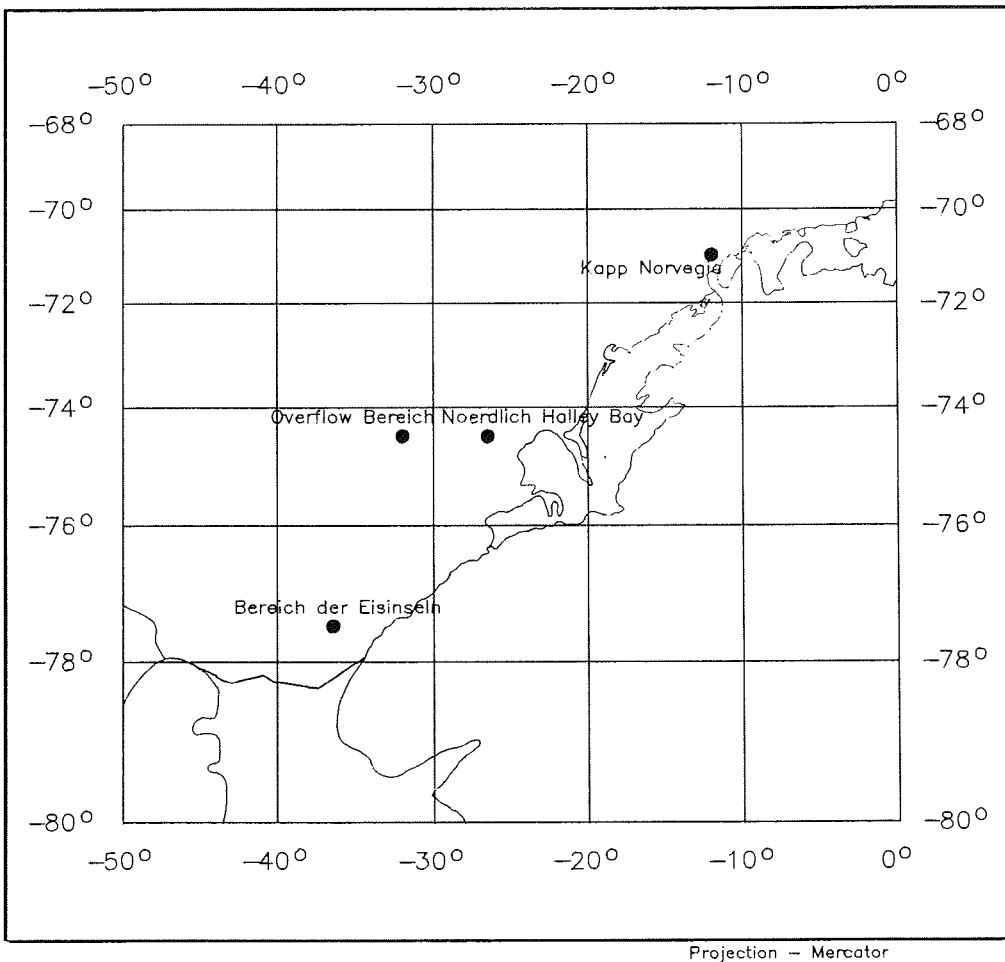 -50° -40° -30° -20° -10° 0°
-68° -68°
-70° -70°
Kapp Norvegia
-72° -72°
-74° -74°
Overflow Bereich Noerdlich Halley Bay
-76° -76°
Bereich der Eisinseln
-78° -78°
-80° -80°
-50° -40° -30° -20° -10° 0°
Projection - Mercator